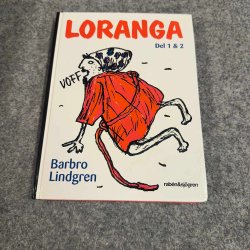 LORANGA
Del 1 & 2
VOFF
Barbro
Lindgren
rabén&sjögren